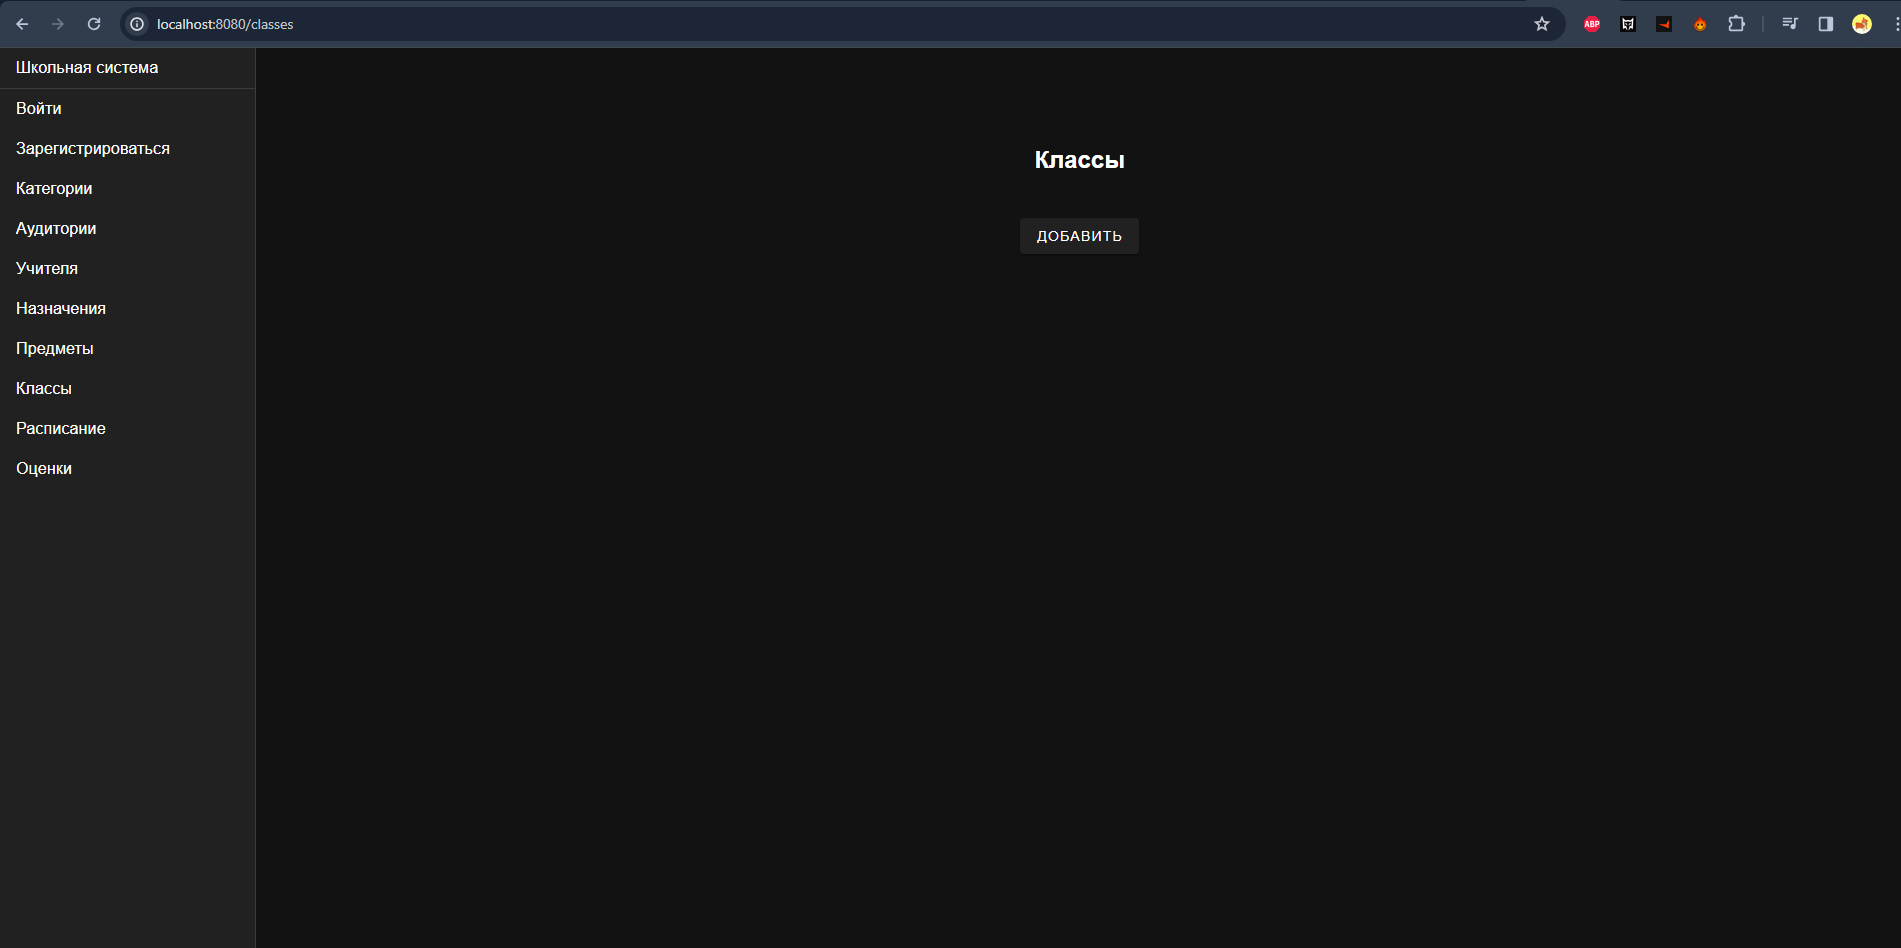 localhost:8080/classes
ABP
Школьная система
Войти
Зарегистрироваться
Категории
Аудитории
Учителя
Назначения
Предметы
Классы
Расписание
Оценки
Классы
ДОБАВИТЬ